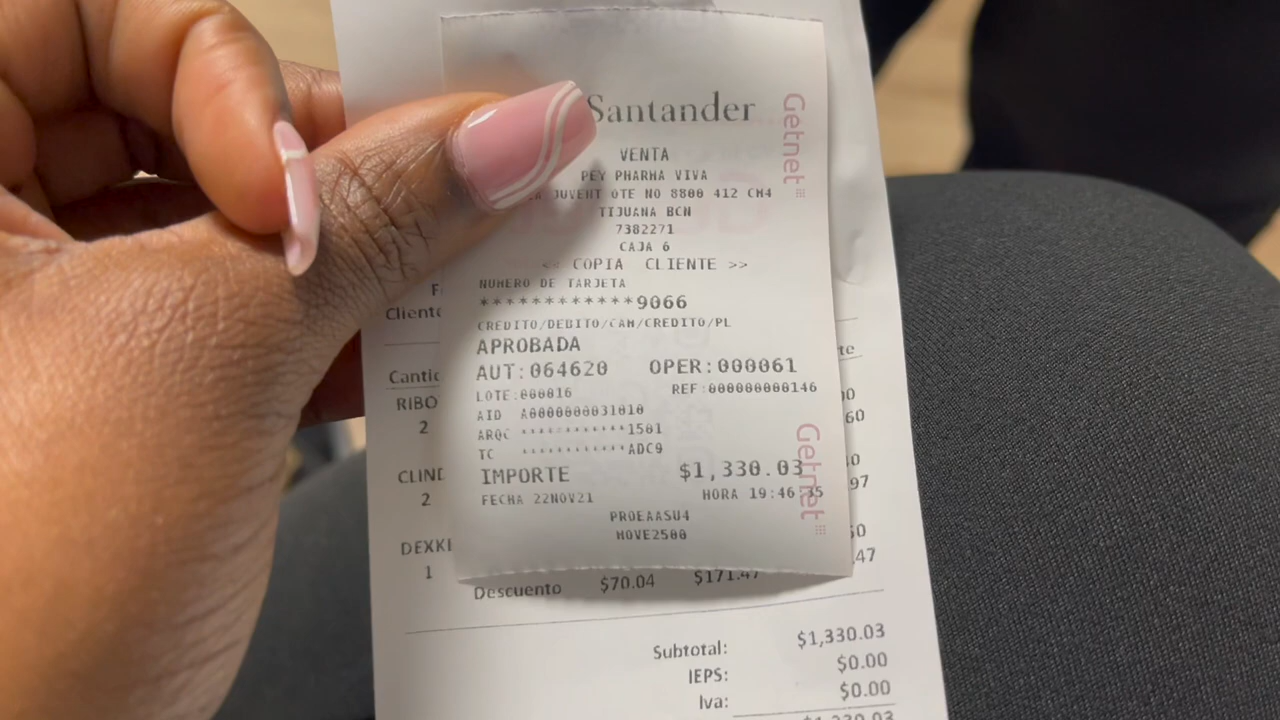 Santander
VENTA
PEY PHARMA VIVA
JUVENT OTE NO 8800 412 CM4
TIJUANA BCN
7382271
CAJA 6
<< COPIA CLIENTE >>
NUMERO DE TARJETA
************9066
CREDITO/DEBITO/CAM/CREDITO/PL
APROBADA
AUT:064620 OPER:000061
LOTE:000016 REF:000000000146
AID A0000000031010
ARQC ************1501
TC ************ADC9
IMPORTE $1,330.03
FECHA 22NOV21 HORA 19:46:35
PROEAASU4
MOVE2500
Getnet
Getnet
RIBO
2
60
CLIND
2
97
DEXKI
1
47
Descuento $70.04 $171.47
Subtotal: $1,330.03
IEPS: $0.00
Iva: $0.00